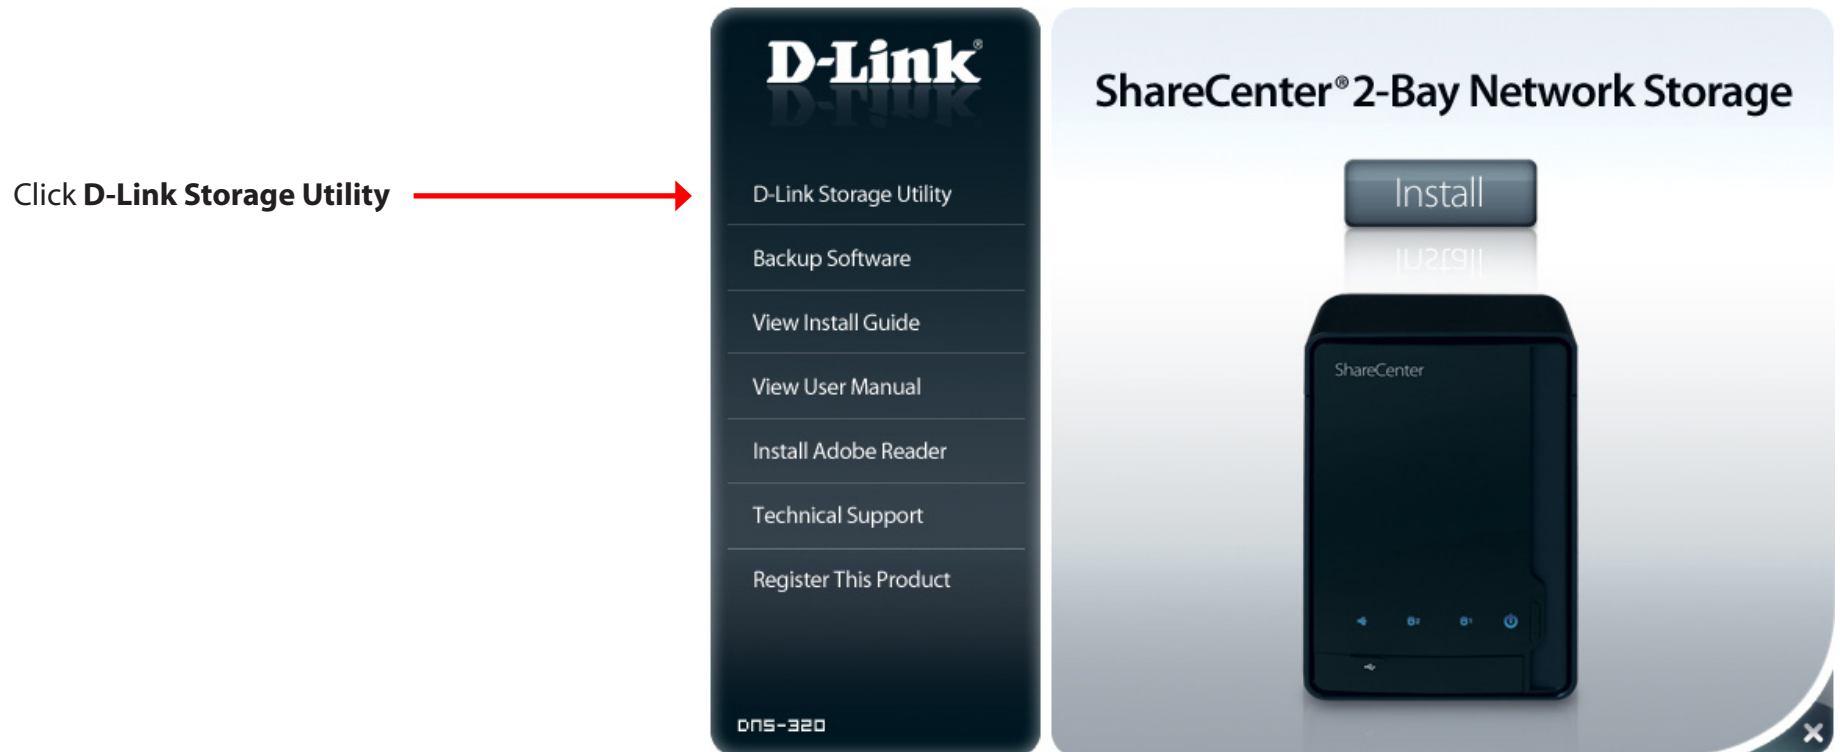 Click D-Link Storage Utility
D-Link®
D-Link Storage Utility
Backup Software
View Install Guide
View User Manual
Install Adobe Reader
Technical Support
Register This Product
DNS-320
ShareCenter® 2-Bay Network Storage
Install
ShareCenter